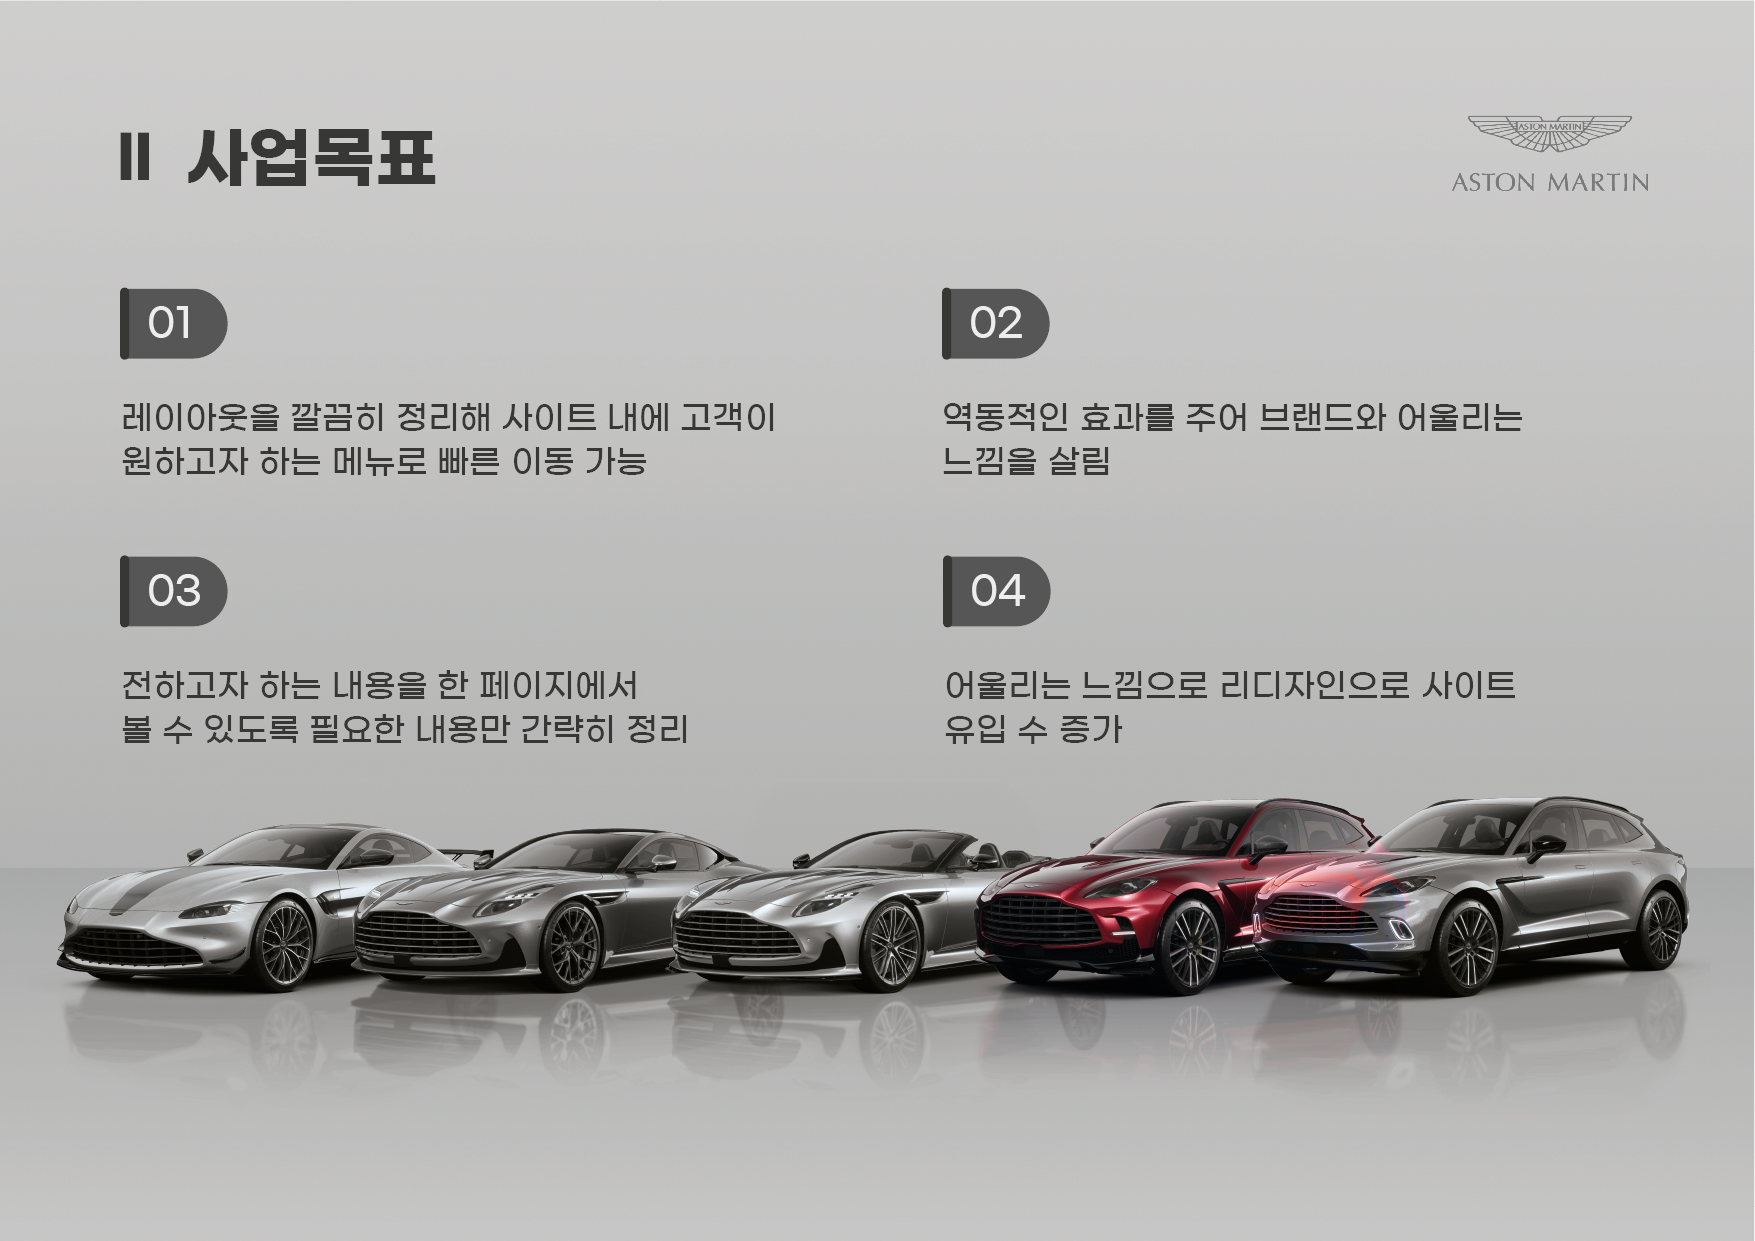 II 사업목표
ASTON MARTIN
ASTON MARTIN
01
레이아웃을 깔끔히 정리해 사이트 내에 고객이
원하고자 하는 메뉴로 빠른 이동 가능
02
역동적인 효과를 주어 브랜드와 어울리는
느낌을 살림
03
전하고자 하는 내용을 한 페이지에서
볼 수 있도록 필요한 내용만 간략히 정리
04
어울리는 느낌으로 리디자인으로 사이트
유입 수 증가